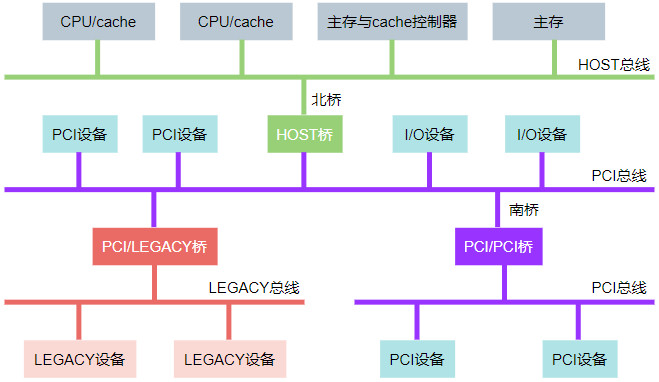 CPU/cache
CPU/cache
主存与cache控制器
主存
HOST总线
北桥
PCI设备
PCI设备
HOST桥
I/O设备
I/O设备
PCI总线
南桥
PCI/LEGACY桥
PCI/PCI桥
LEGACY总线
PCI总线
LEGACY设备
LEGACY设备
PCI设备
PCI设备